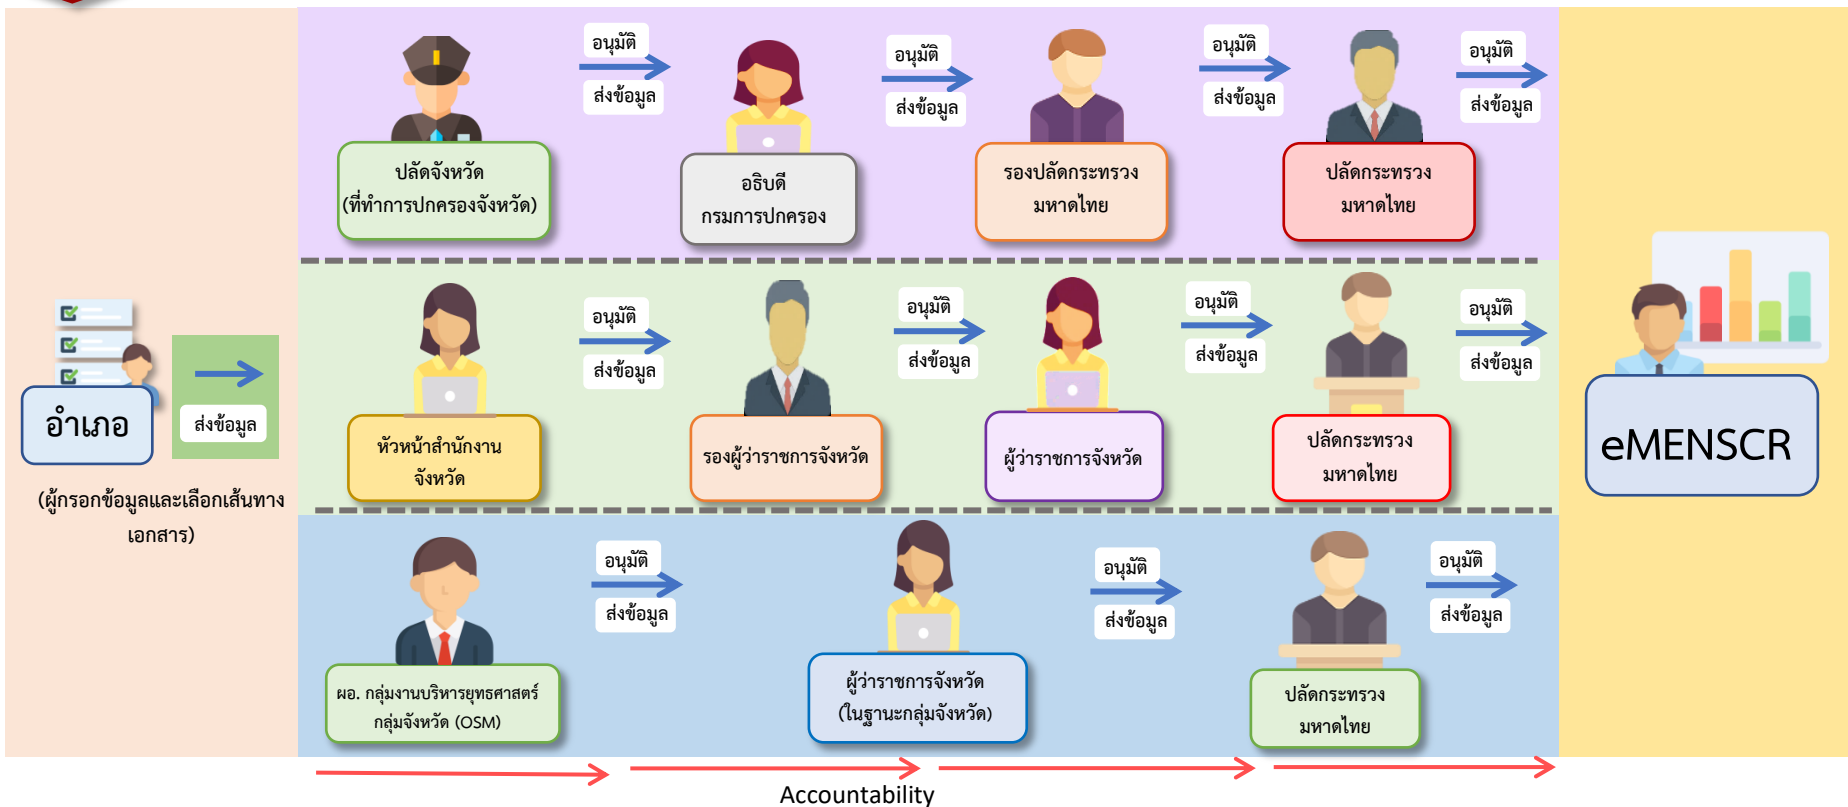 อนุมัติ
ส่งข้อมูล
อนุมัติ
ส่งข้อมูล
อนุมัติ
ส่งข้อมูล
อนุมัติ
ส่งข้อมูล
ปลัดจังหวัด
(ที่ทำการปกครองจังหวัด)
อธิบดี
กรมการปกครอง
รองปลัดกระทรวง
มหาดไทย
ปลัดกระทรวง
มหาดไทย
อำเภอ
ส่งข้อมูล
(ผู้กรอกข้อมูลและเลือกเส้นทาง
เอกสาร)
อนุมัติ
ส่งข้อมูล
อนุมัติ
ส่งข้อมูล
อนุมัติ
ส่งข้อมูล
อนุมัติ
ส่งข้อมูล
หัวหน้าสำนักงาน
จังหวัด
รองผู้ว่าราชการจังหวัด
ผู้ว่าราชการจังหวัด
ปลัดกระทรวง
มหาดไทย
eMENSCR
อนุมัติ
ส่งข้อมูล
อนุมัติ
ส่งข้อมูล
อนุมัติ
ส่งข้อมูล
ผอ. กลุ่มงานบริหารยุทธศาสตร์
กลุ่มจังหวัด (OSM)
ผู้ว่าราชการจังหวัด
(ในฐานะกลุ่มจังหวัด)
ปลัดกระทรวง
มหาดไทย
Accountability